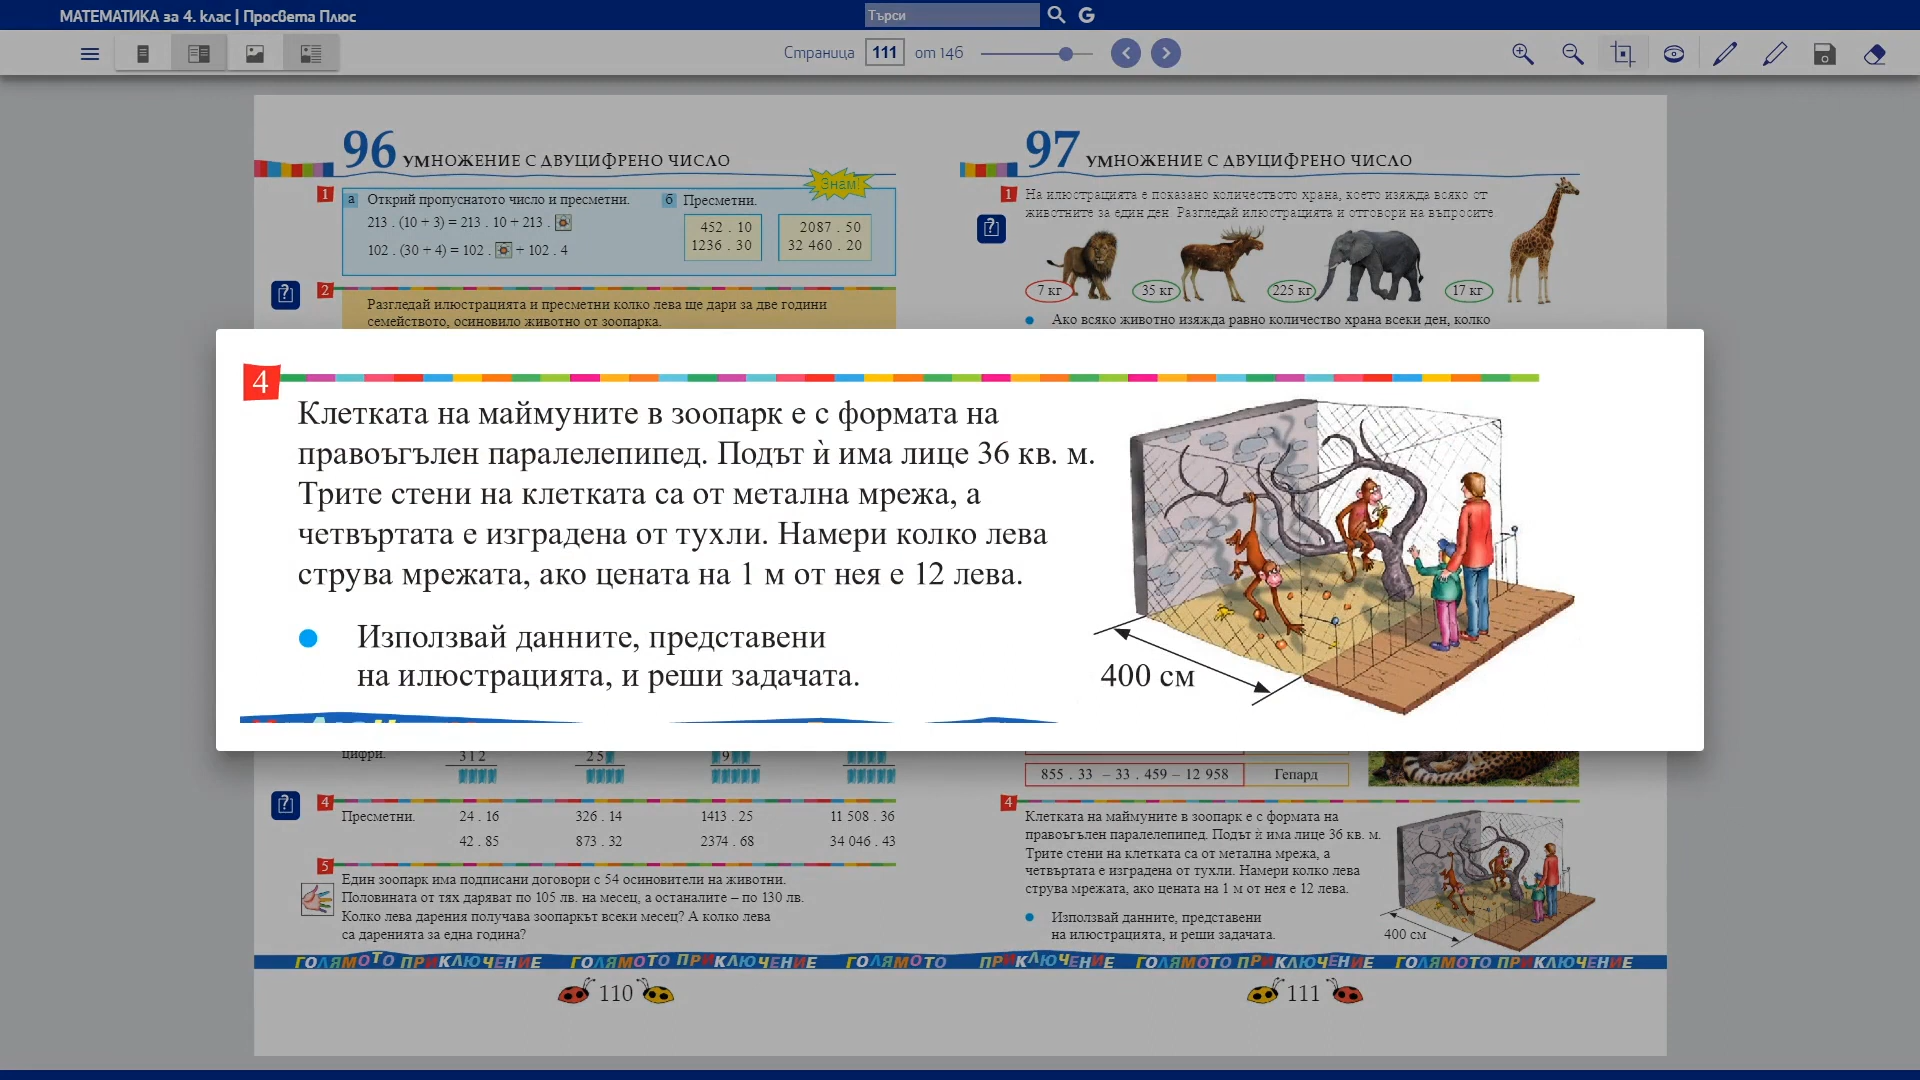 МАТЕМАТИКА за 4. клас | Просвета Плюс
Търси
Страница 111 от 146
96 УМНОЖЕНИЕ С ДВУЦИФРЕНО ЧИСЛО
Знам!
1
а Открий пропуснатото число и пресметни.
213 . (10 + 3) = 213 . 10 + 213 .
102 . (30 + 4) = 102 . + 102 . 4
б Пресметни.
452 . 10
1236 . 30
2087 . 50
32 460 . 20
2
Разгледай илюстрацията и пресметни колко лева ще дари за две години
семейството, осиновило животно от зоопарка.
97 УМНОЖЕНИЕ С ДВУЦИФРЕНО ЧИСЛО
1 На илюстрацията е показано количеството храна, което изяжда всяко от
животните за един ден. Разгледай илюстрацията и отговори на въпросите
7 кг 35 кг 225 кг 17 кг
Ако всяко животно изяжда равно количество храна всеки ден, колко
4
Клетката на маймуните в зоопарк е с формата на
правоъгълен паралелепипед. Подът ѝ има лице 36 кв. м.
Трите стени на клетката са от метална мрежа, а
четвъртата е изградена от тухли. Намери колко лева
струва мрежата, ако цената на 1 м от нея е 12 лева.
Използвай данните, представени
на илюстрацията, и реши задачата.
400 см
цифри.
312 25 9
4
Пресметни. 24 . 16 326 . 14 1413 . 25 11 508 . 36
42 . 85 873 . 32 2374 . 68 34 046 . 43
5
Един зоопарк има подписани договори с 54 осиновители на животни.
Половината от тях даряват по 105 лв. на месец, а останалите – по 130 лв.
Колко лева дарения получава зоопаркът всеки месец? А колко лева
са даренията за една година?
855 . 33 – 33 . 459 – 12 958 Гепард
4
Клетката на маймуните в зоопарк е с формата на
правоъгълен паралелепипед. Подът ѝ има лице 36 кв. м.
Трите стени на клетката са от метална мрежа, а
четвъртата е изградена от тухли. Намери колко лева
струва мрежата, ако цената на 1 м от нея е 12 лева.
Използвай данните, представени
на илюстрацията, и реши задачата.
400 см
ГОЛЯМОТО ПРИКЛЮЧЕНИЕ ГОЛЯМОТО ПРИКЛЮЧЕНИЕ ГОЛЯМОТО ПРИКЛЮЧЕНИЕ ГОЛЯМОТО ПРИКЛЮЧЕНИЕ ГОЛЯМОТО ПРИКЛЮЧЕНИЕ
110
111